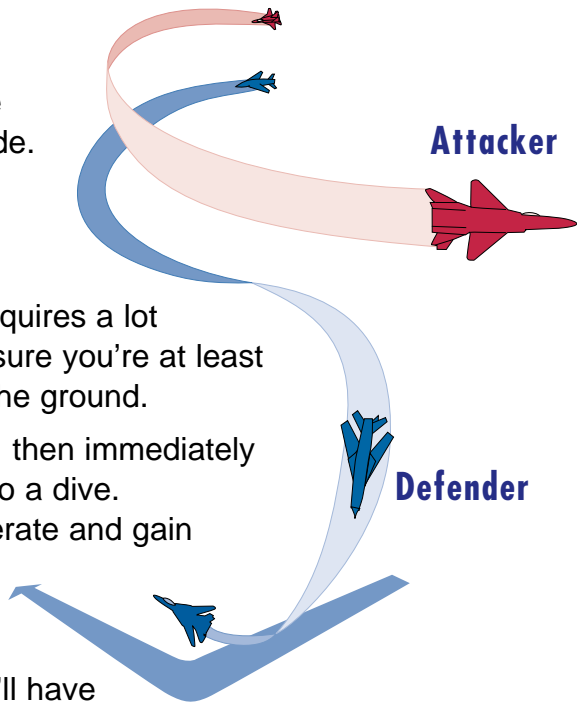 de.
Attacker
quires a lot
sure you're at least
he ground.
then immediately
o a dive.
Defender
erate and gain
'll have